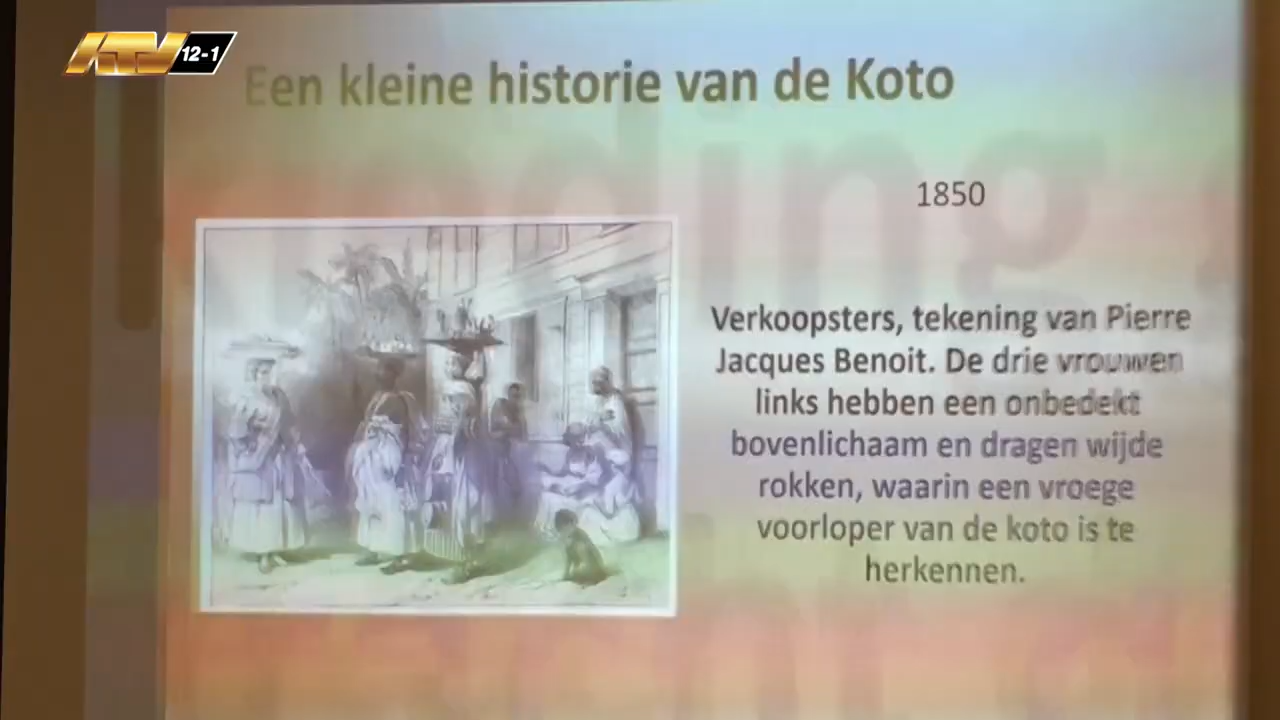 ATV 12-1
Een kleine historie van de Koto
1850
Verkoopsters, tekening van Pierre
Jacques Benoit. De drie vrouwen
links hebben een onbedekt
bovenlichaam en dragen wijde
rokken, waarin een vroege
voorloper van de koto is te
herkennen.